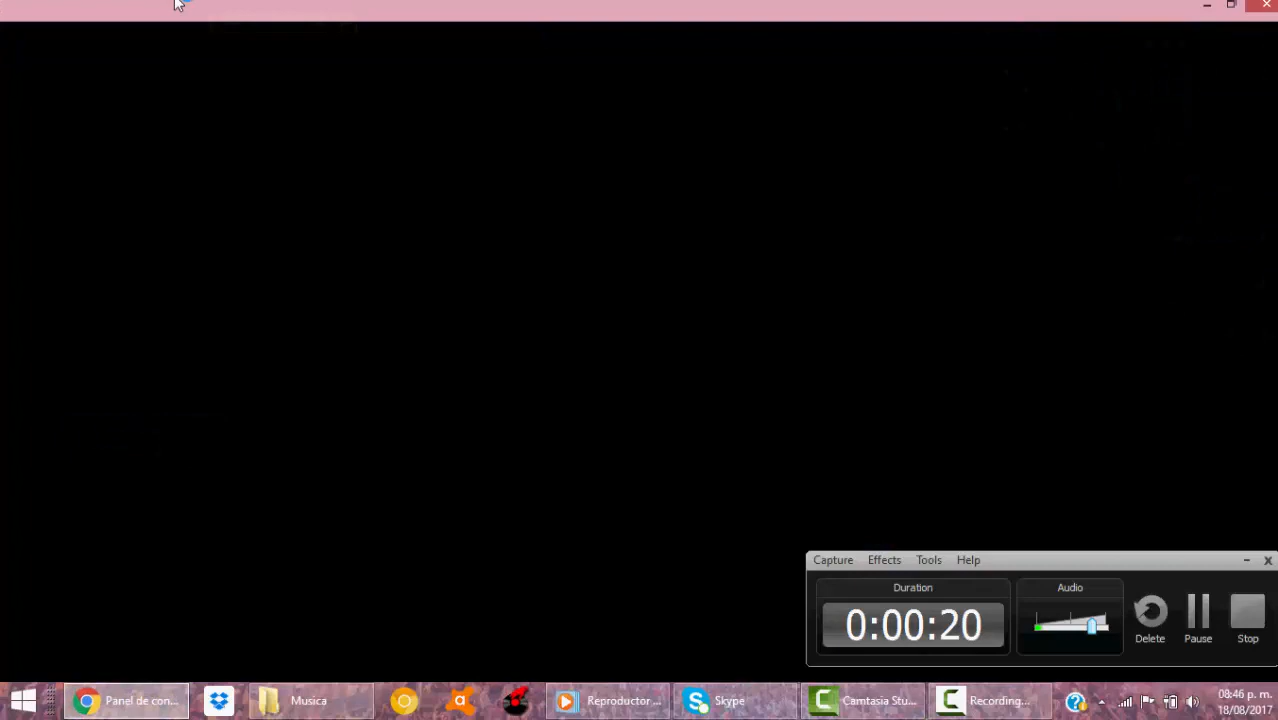 Capture Effects Tools Help
Duration
Audio
0:00:20
Delete
Pause
Stop
Panel de con...
Musica
Reproductor ...
Skype
Camtasia Stu...
Recording...
08:46 p. m.
18/08/2017